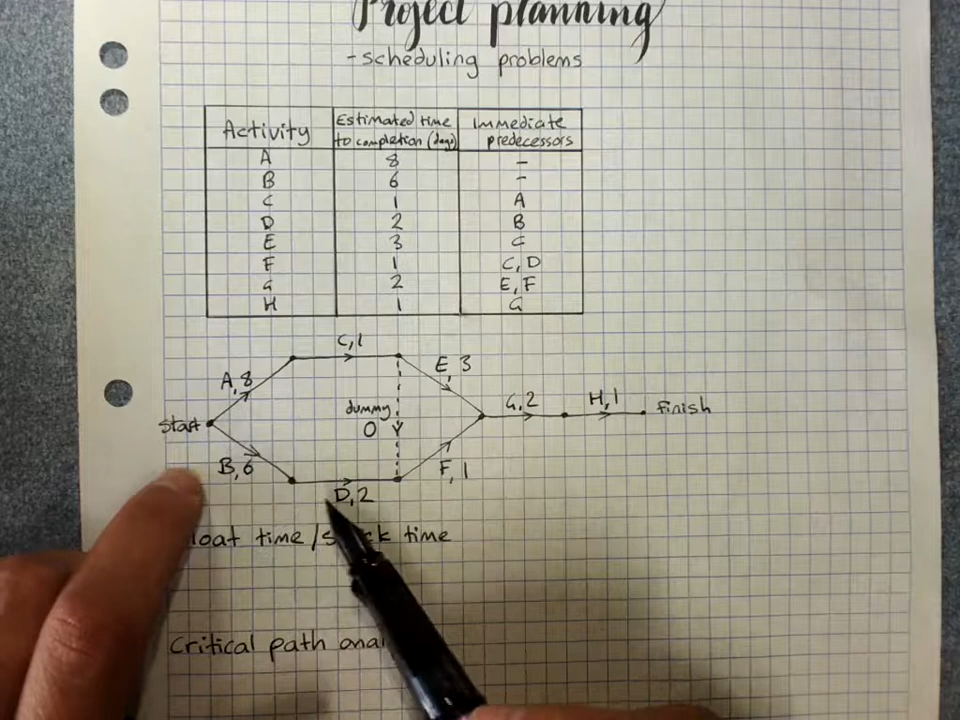 Project planning
-scheduling problems
Activity Estimated time to completion (days) Immediate predecessors
A 8 -
B 6 -
C 1 A
D 2 B
E 3 C
F 1 C, D
G 2 E, F
H 1 G
C,1
A,8 E, 3
dummy 0 G,2 H,1 Finish
Start
B,6 F, 1
D,2
time / time
Critical path